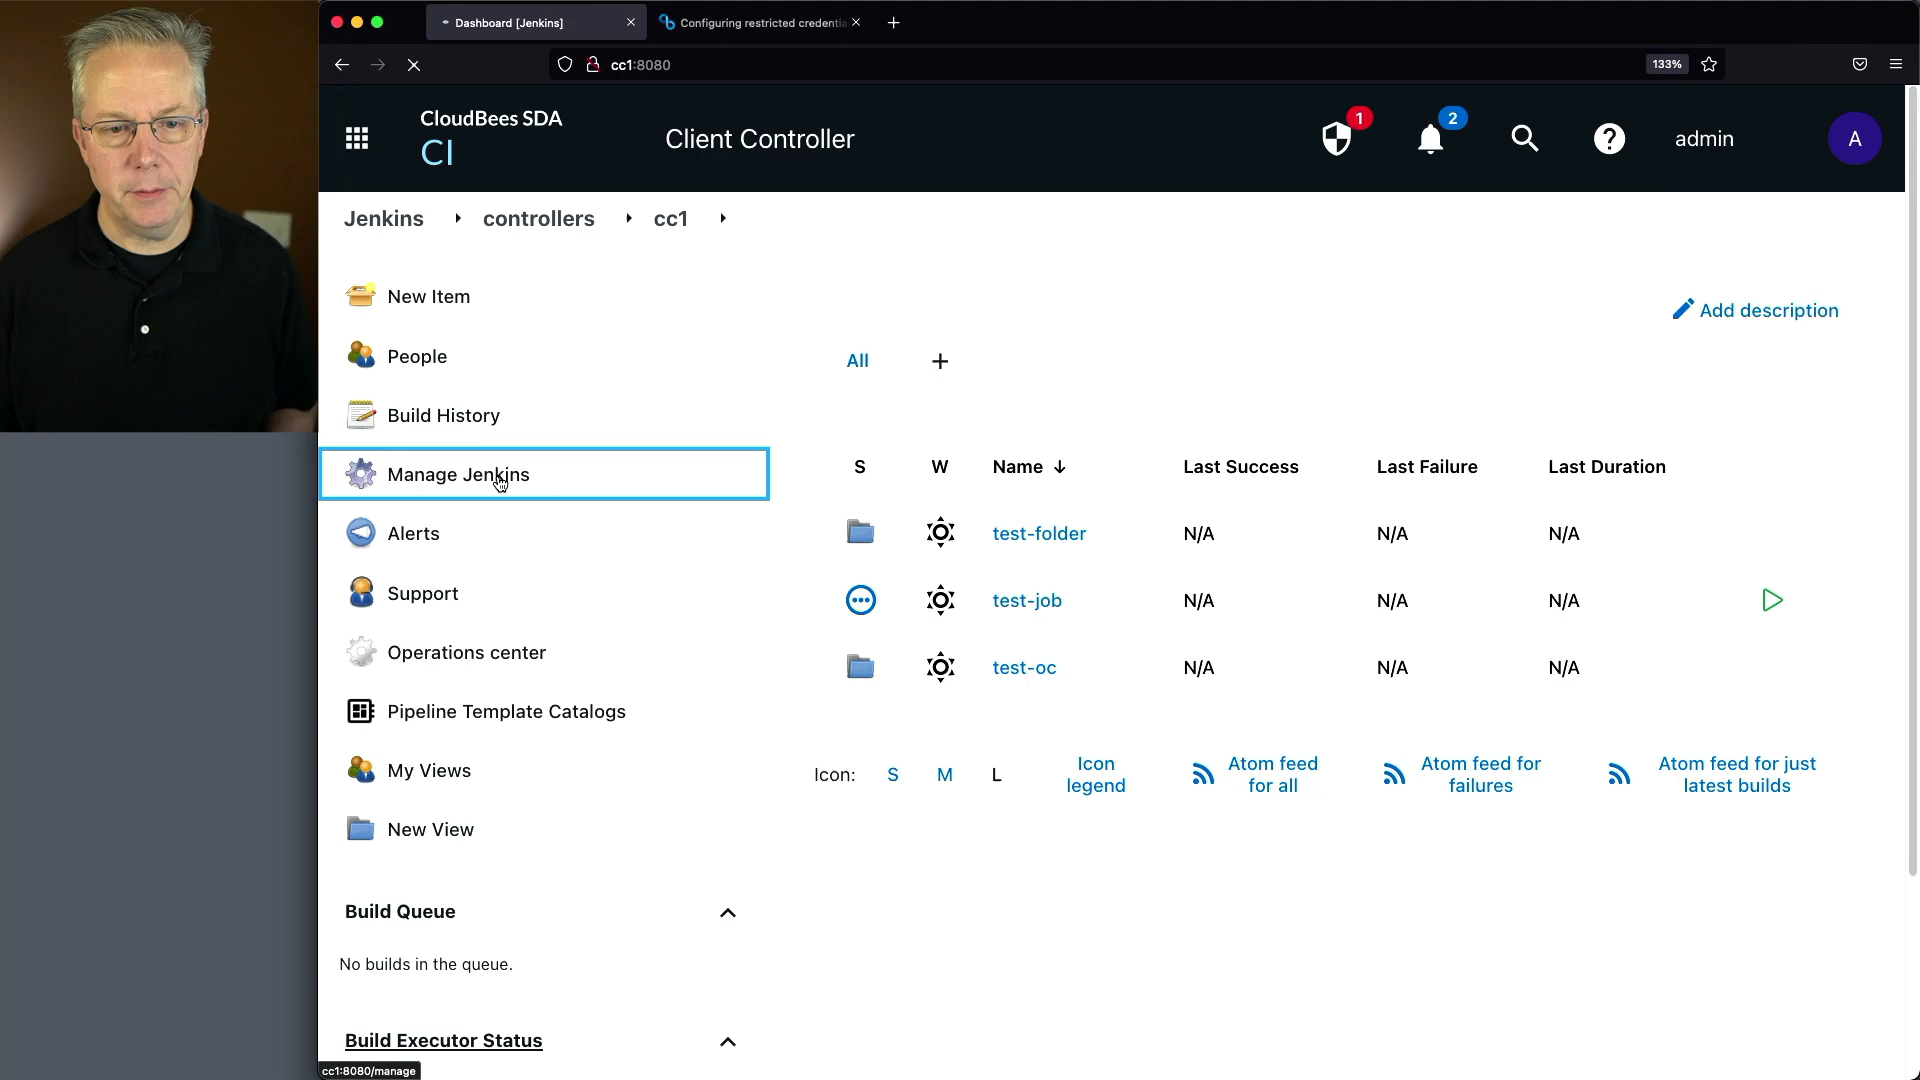 Dashboard [Jenkins]
Configuring restricted credentia
cc1:8080
133%
CloudBees SDA
CI
Client Controller
1
2
admin
A
Jenkins
controllers
cc1
New Item
People
Build History
Manage Jenkins
Alerts
Support
Operations center
Pipeline Template Catalogs
My Views
New View
Build Queue
No builds in the queue.
Build Executor Status
cc1:8080/manage
Add description
All +
S W Name ↓ Last Success Last Failure Last Duration
test-folder N/A N/A N/A
test-job N/A N/A N/A
test-oc N/A N/A N/A
Icon: S M L
Icon legend
Atom feed for all
Atom feed for failures
Atom feed for just latest builds